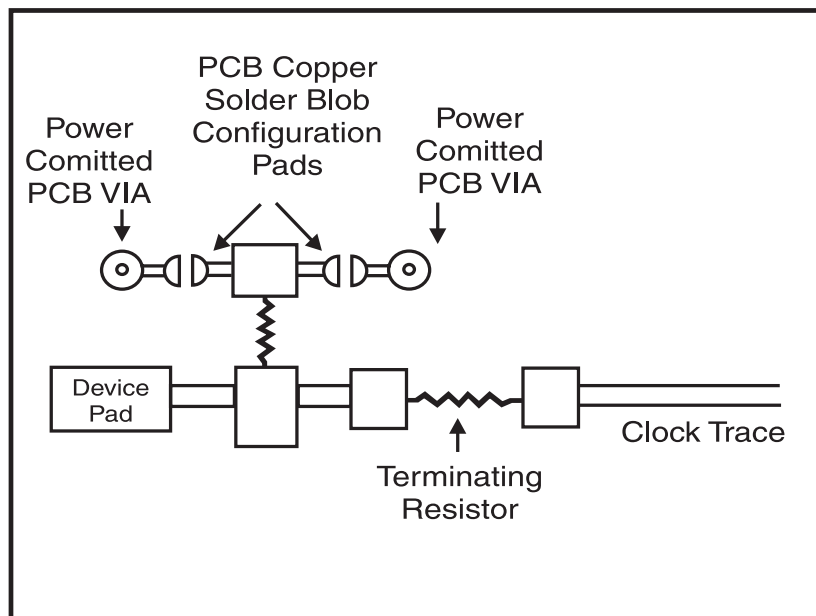 PCB Copper
Solder Blob
Configuration
Pads
Power
Comitted
PCB VIA
Power
Comitted
PCB VIA
Device
Pad
Clock Trace
Terminating
Resistor